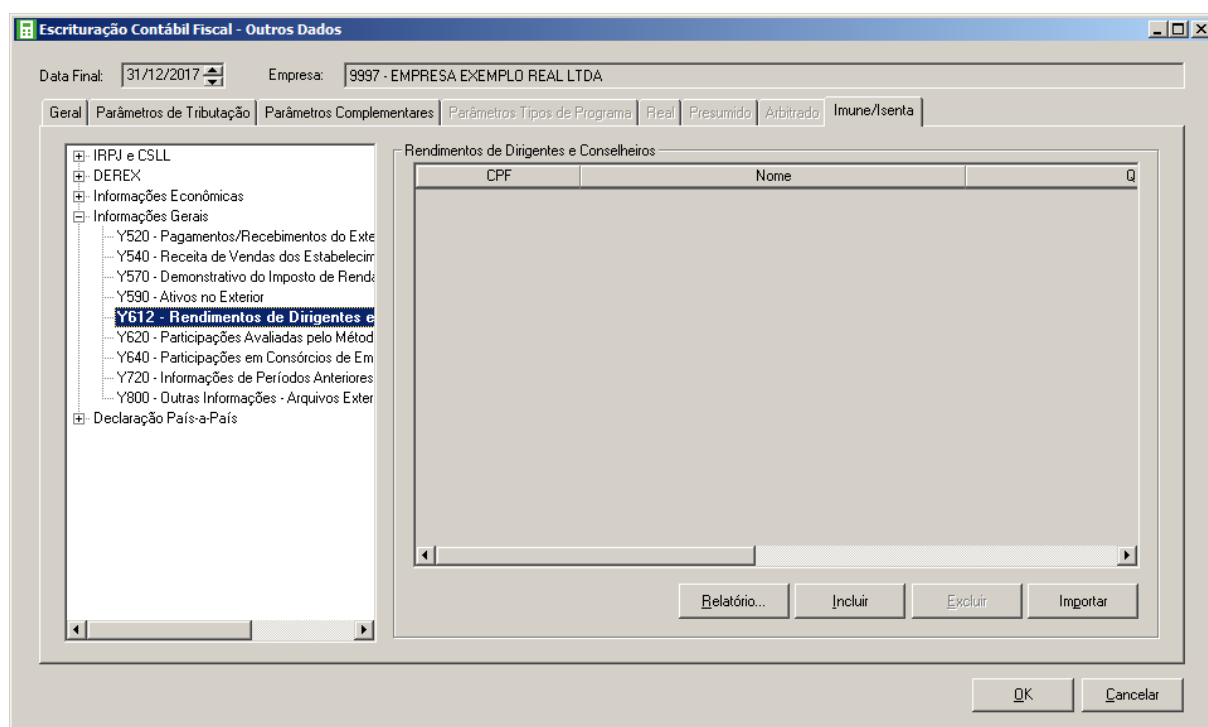 Escrituração Contábil Fiscal - Outros Dados
Data Final: 31/12/2017 Empresa: 9997 - EMPRESA EXEMPLO REAL LTDA
Geral Parâmetros de Tributação Parâmetros Complementares Parâmetros Tipos de Programa Real Presumido Arbitrado Imune/Isenta
IRPJ e CSLL
DEREX
Informações Econômicas
Informações Gerais
Y520 - Pagamentos/Recebimentos do Exte
Y540 - Receita de Vendas dos Estabelecim
Y570 - Demonstrativo do Imposto de Renda
Y590 - Ativos no Exterior
Y612 - Rendimentos de Dirigentes e
Y620 - Participações Avaliadas pelo Métod
Y640 - Participações em Consórcios de Em
Y720 - Informações de Períodos Anteriores
Y800 - Outras Informações - Arquivos Exter
Declaração País-a-País
Rendimentos de Dirigentes e Conselheiros
CPF Nome Q
Relatório... Incluir Excluir Importar
OK Cancelar